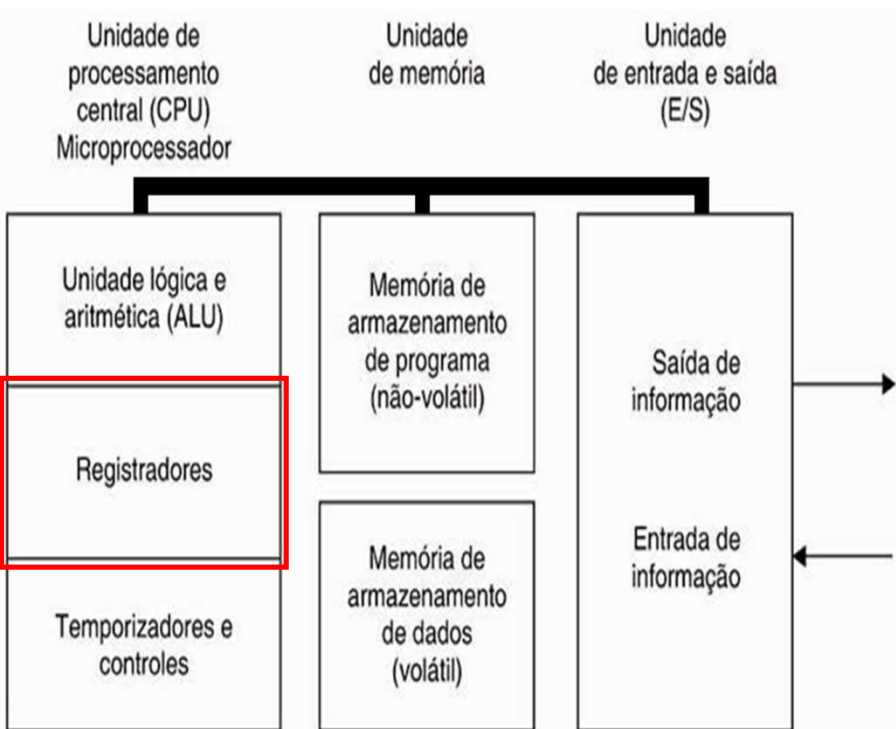 Unidade de
processamento
central (CPU)
Microprocessador
Unidade
de memória
Unidade
de entrada e saída
(E/S)
Unidade lógica e
aritmética (ALU)
Registradores
Temporizadores e
controles
Memória de
armazenamento
de programa
(não-volátil)
Memória de
armazenamento
de dados
(volátil)
Saída de
informação
Entrada de
informação